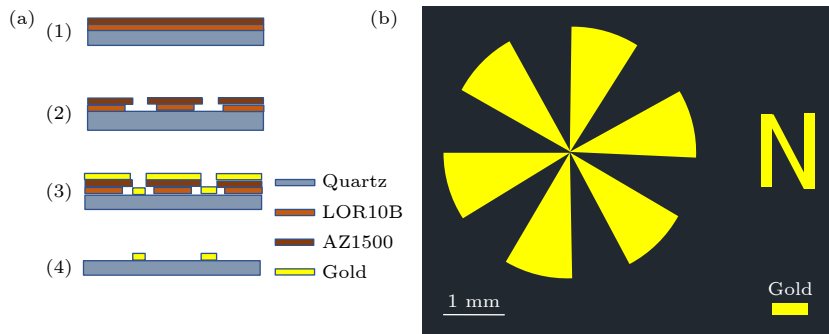 (a)
(1)
(2)
(3)
(4)
Quartz
LOR10B
AZ1500
Gold
(b)
N
1 mm
Gold